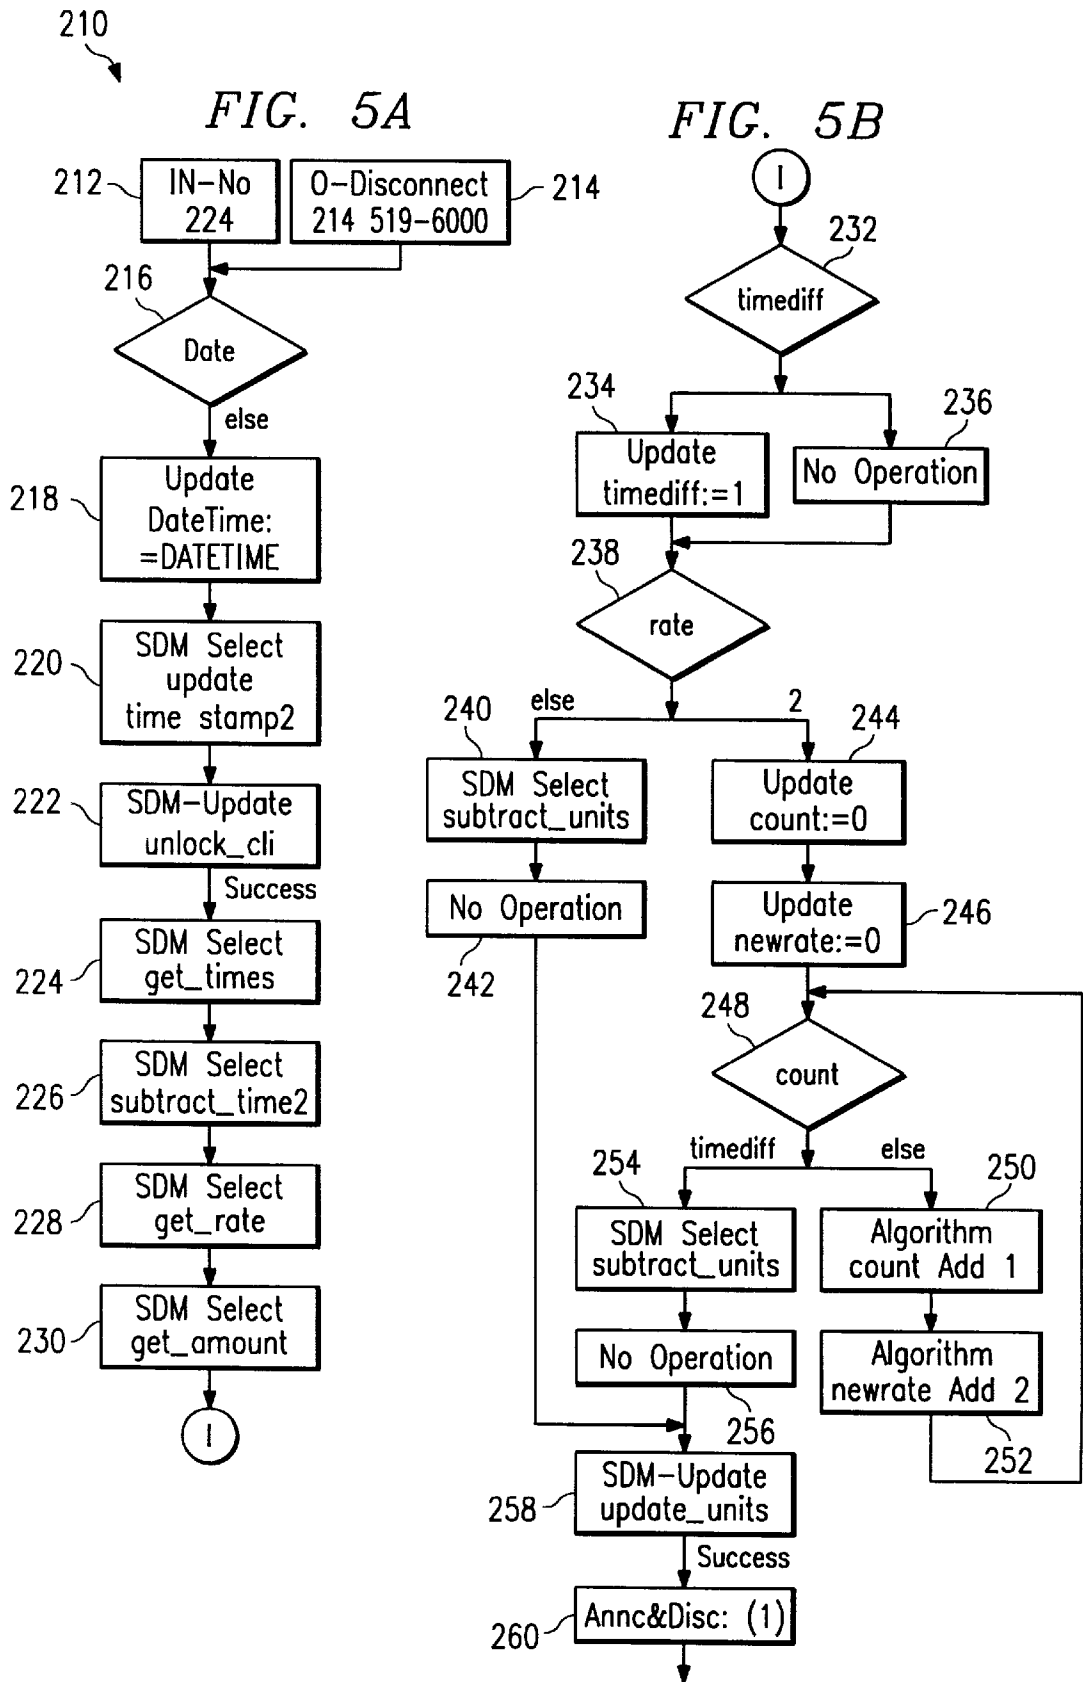 210
FIG. 5A
212
IN-No
224
O-Disconnect
214 519-6000
214
216
Date
else
218
Update
DateTime:
=DATETIME
220
SDM Select
update
time stamp2
222
SDM-Update
unlock_cli
Success
224
SDM Select
get_times
226
SDM Select
subtract_time2
228
SDM Select
get_rate
230
SDM Select
get_amount
I
FIG. 5B
I
232
timediff
234
Update
timediff:=1
236
No Operation
238
rate
else
2
240
SDM Select
subtract_units
No Operation
242
244
Update
count:=0
Update
newrate:=0
246
248
count
timediff
else
254
SDM Select
subtract_units
No Operation
256
250
Algorithm
count Add 1
Algorithm
newrate Add 2
252
258
SDM-Update
update_units
Success
260
Annc&Disc: (1)